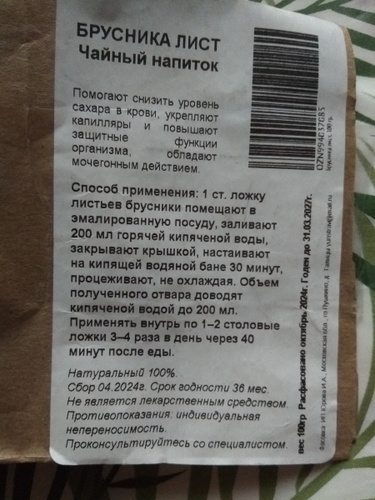 БРУСНИКА ЛИСТ
Чайный напиток
Помогают снизить уровень
сахара в крови, укрепляют
капилляры и повышают
защитные функции
организма, обладают
мочегонным действием.
Способ применения: 1 ст. ложку
листьев брусники помещают в
эмалированную посуду, заливают
200 мл горячей кипяченой воды,
закрывают крышкой, настаивают
на кипящей водяной бане 30 минут,
процеживают, не охлаждая. Объем
полученного отвара доводят
кипяченой водой до 200 мл.
Применять внутрь по 1–2 столовые
ложки 3–4 раза в день через 40
минут после еды.
Натуральный 100%.
Сбор 04.2024г. Срок годности 36 мес.
Не является лекарственным средством.
Противопоказания: индивидуальная
непереносимость.
Проконсультируйтесь со специалистом.
вес 100гр Расфасовано октябрь 2024г. Годен до 31.03.2027г.